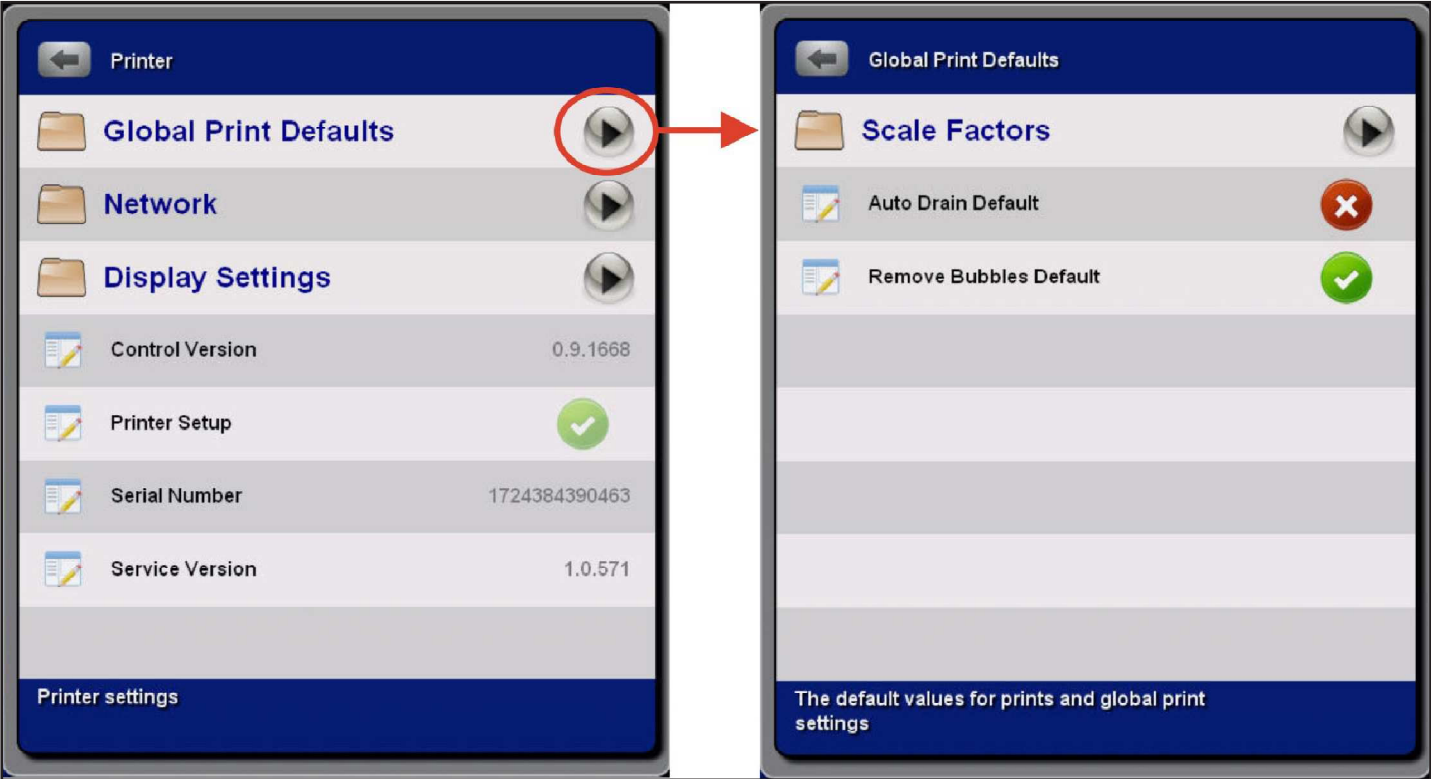 Printer
Global Print Defaults
Network
Display Settings
Control Version 0.9.1668
Printer Setup
Serial Number 1724384390463
Service Version 1.0.571
Printer settings
Global Print Defaults
Scale Factors
Auto Drain Default
Remove Bubbles Default
The default values for prints and global print
settings